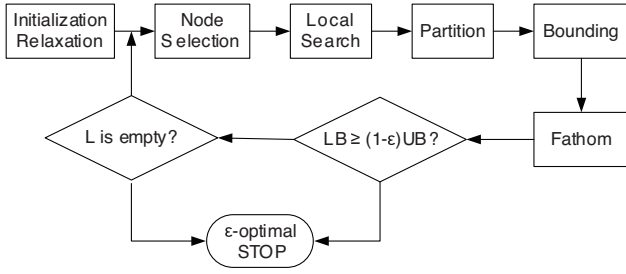 Initialization
Relaxation
Node
Selection
Local
Search
Partition
Bounding
L is empty?
LB ≥ (1-ε)UB?
Fathom
ε-optimal
STOP